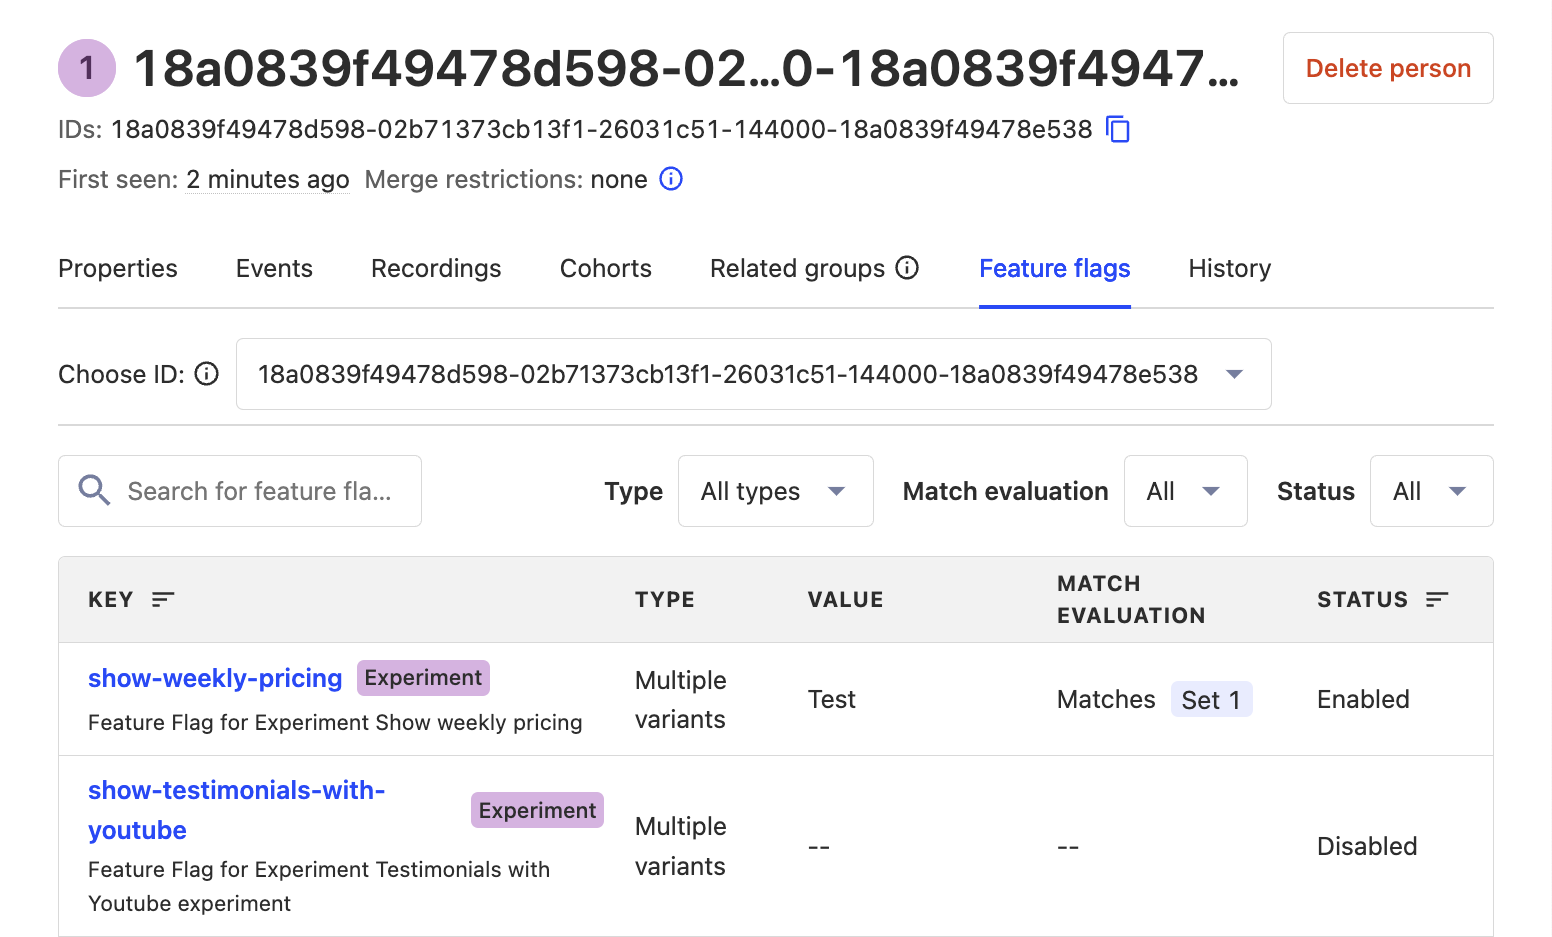 1 18a0839f49478d598-02...0-18a0839f4947...
Delete person
IDs: 18a0839f49478d598-02b71373cb13f1-26031c51-144000-18a0839f49478e538
First seen: 2 minutes ago Merge restrictions: none
Properties Events Recordings Cohorts Related groups Feature flags History
Choose ID: 18a0839f49478d598-02b71373cb13f1-26031c51-144000-18a0839f49478e538
Search for feature fla... Type All types Match evaluation All Status All
KEY TYPE VALUE MATCH EVALUATION STATUS
show-weekly-pricing Experiment
Feature Flag for Experiment Show weekly pricing
Multiple
variants
Test
Matches Set 1
Enabled
show-testimonials-with-
youtube
Experiment
Feature Flag for Experiment Testimonials with
Youtube experiment
Multiple
variants
--
--
Disabled